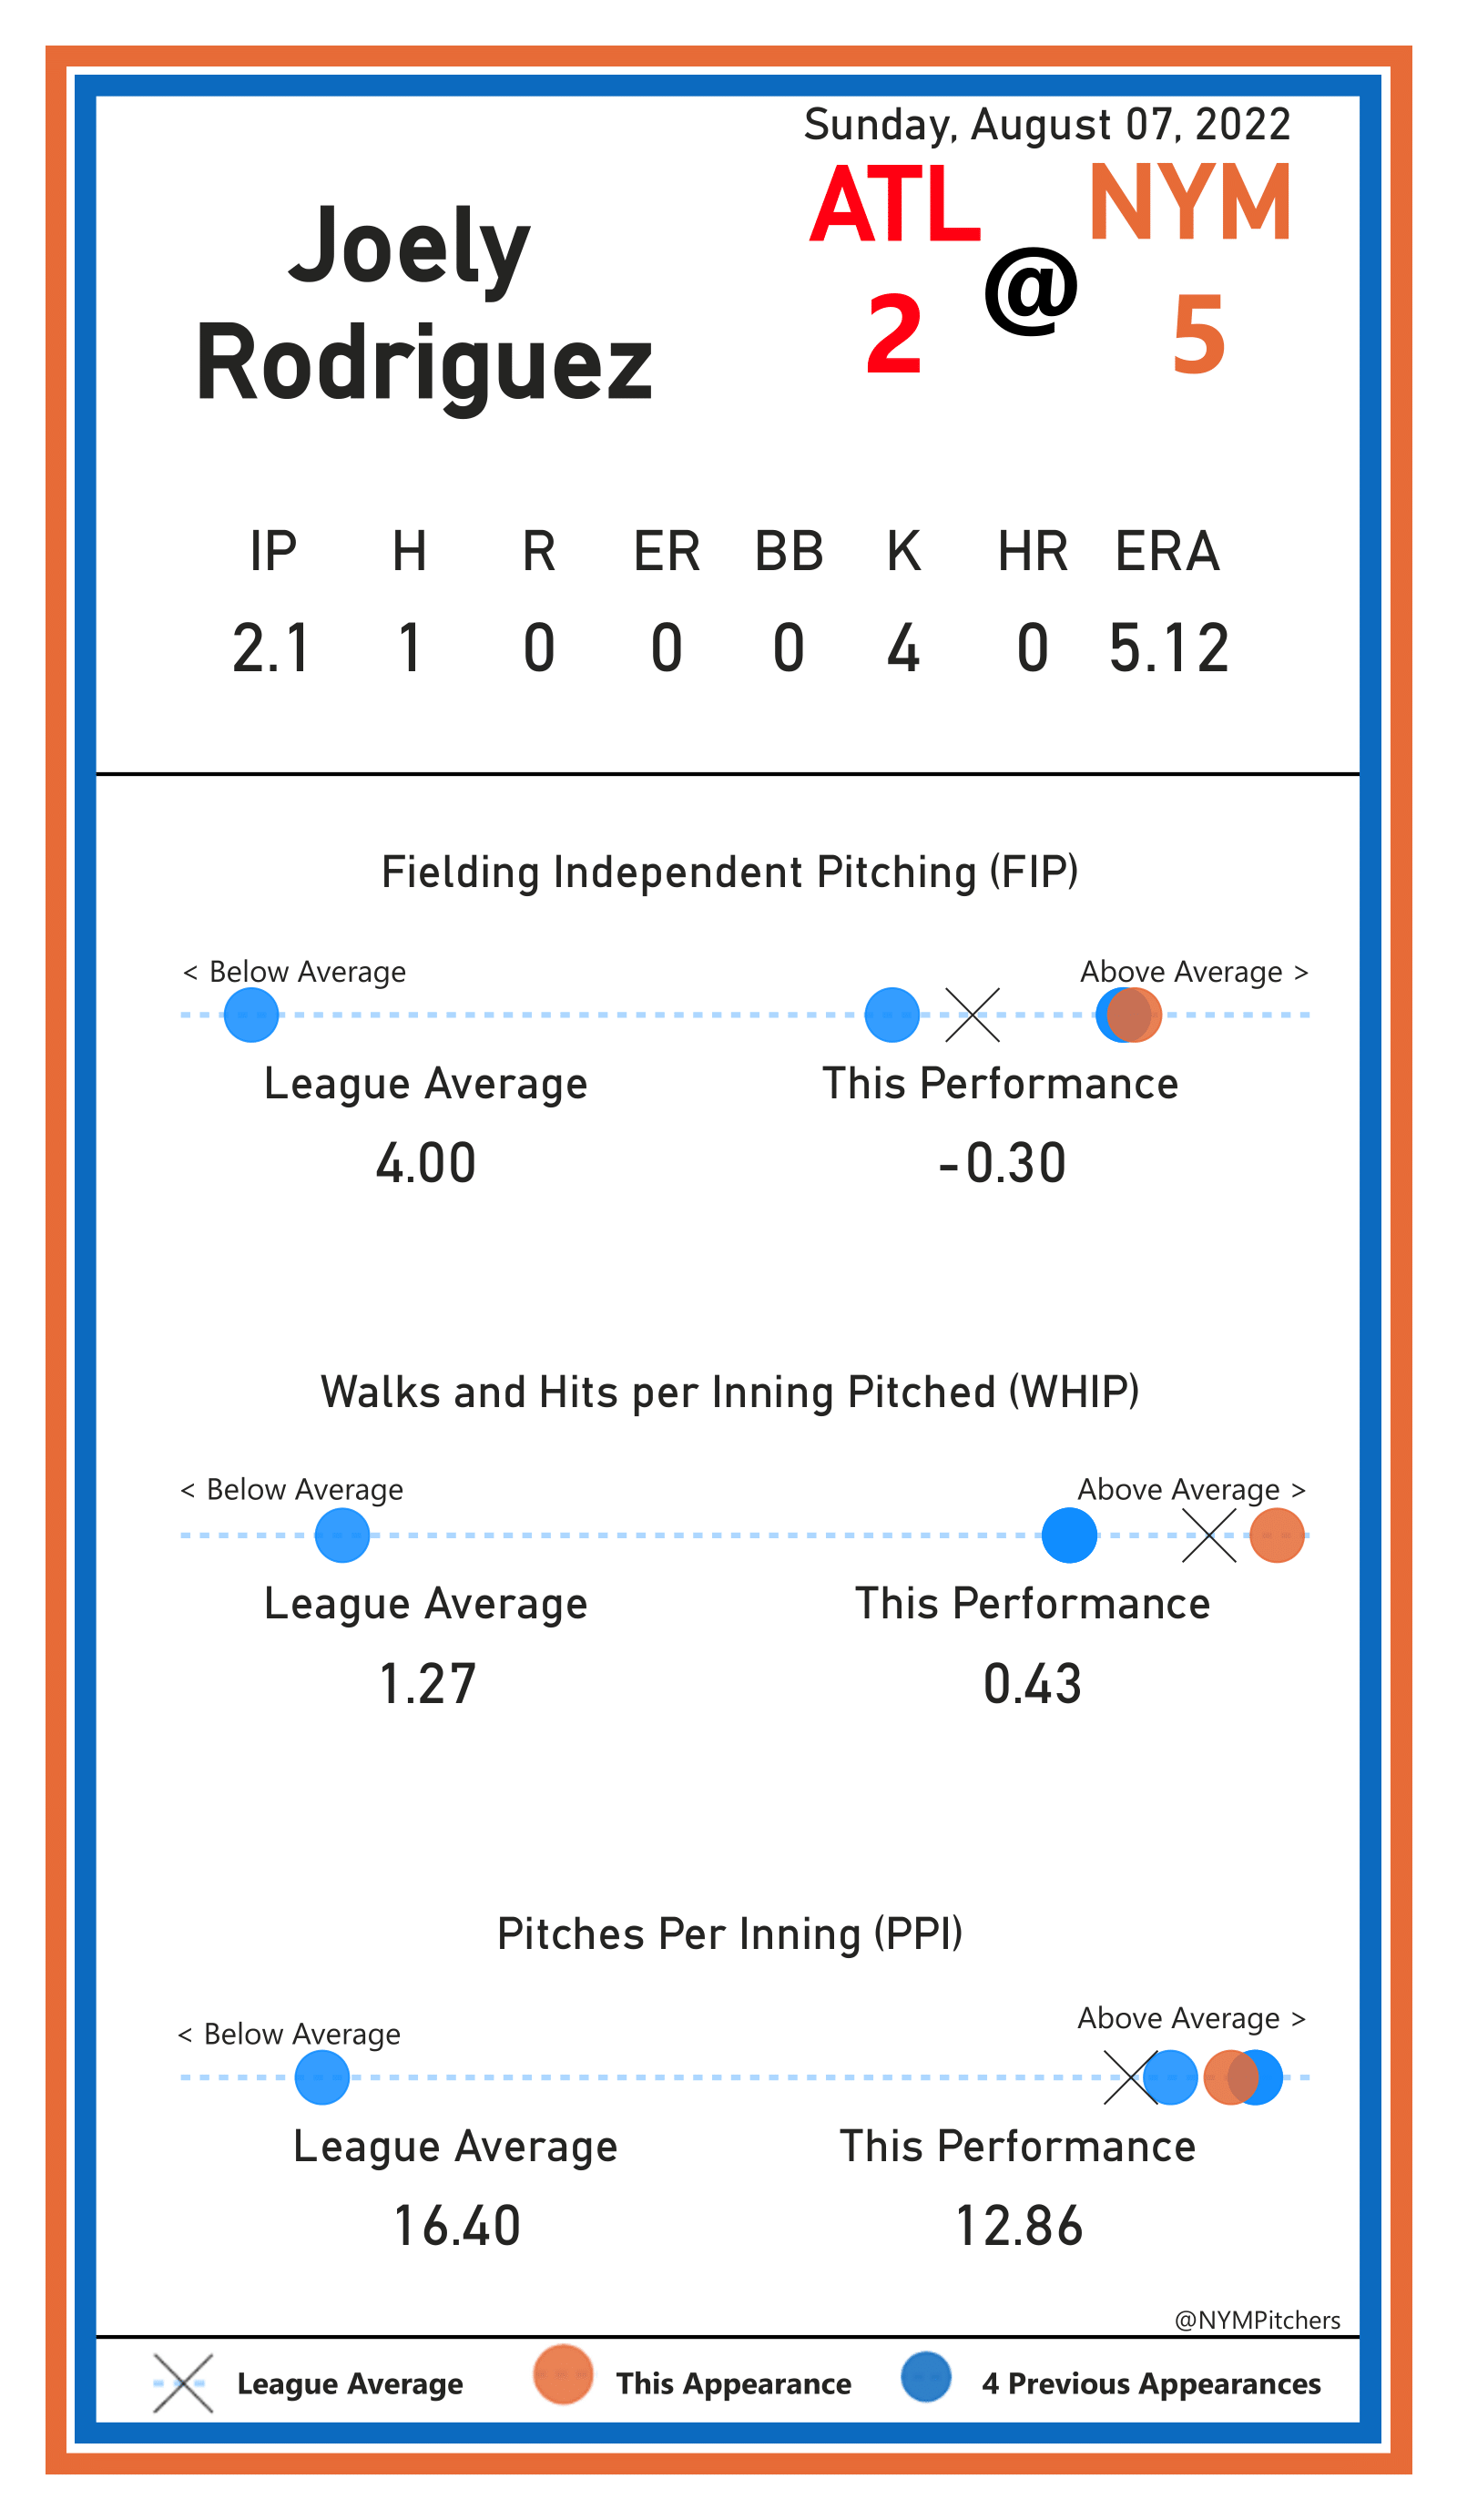 Sunday, August 07, 2022
Joely
Rodriguez
ATL @ NYM
2 5
IP H R ER BB K HR ERA
2.1 1 0 0 0 4 0 5.12
Fielding Independent Pitching (FIP)
< Below Average Above Average >
League Average This Performance
4.00 -0.30
Walks and Hits per Inning Pitched (WHIP)
< Below Average Above Average >
League Average This Performance
1.27 0.43
Pitches Per Inning (PPI)
< Below Average Above Average >
League Average This Performance
16.40 12.86
@NYMPitchers
League Average This Appearance 4 Previous Appearances